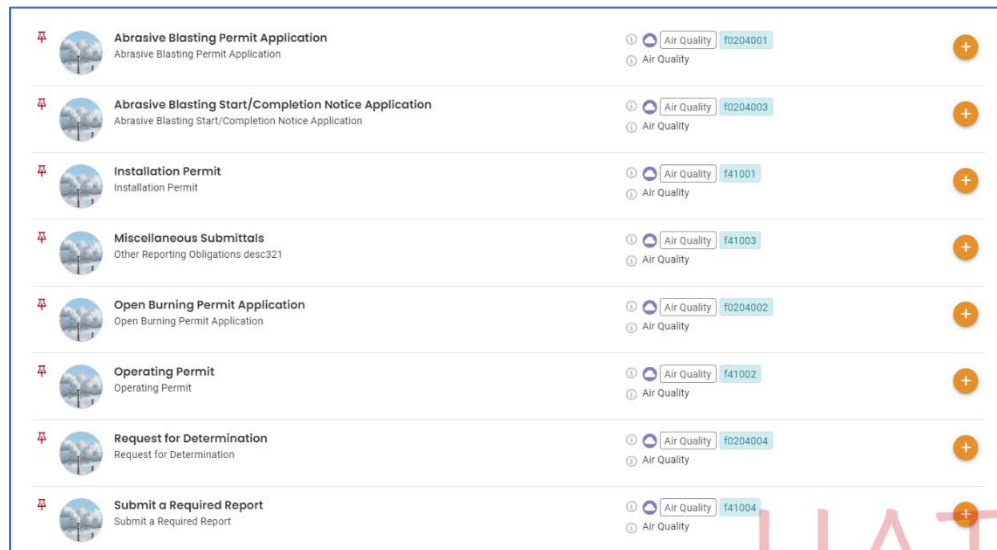 Abrasive Blasting Permit Application
Abrasive Blasting Permit Application
Air Quality f0204001
Air Quality
Abrasive Blasting Start/Completion Notice Application
Abrasive Blasting Start/Completion Notice Application
Air Quality f0204003
Air Quality
Installation Permit
Installation Permit
Air Quality f41001
Air Quality
Miscellaneous Submittals
Other Reporting Obligations desc321
Air Quality f41003
Air Quality
Open Burning Permit Application
Open Burning Permit Application
Air Quality f0204002
Air Quality
Operating Permit
Operating Permit
Air Quality f41002
Air Quality
Request for Determination
Request for Determination
Air Quality f0204004
Air Quality
Submit a Required Report
Submit a Required Report
Air Quality f41004
Air Quality
UAT